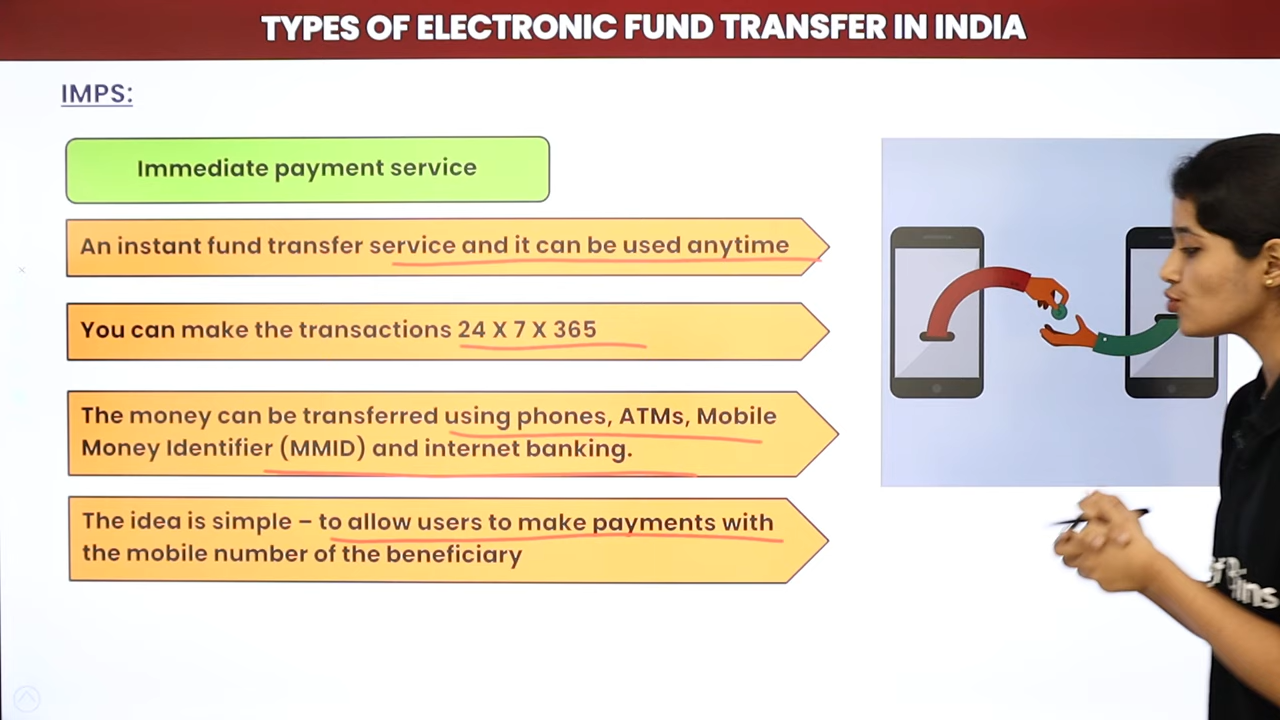 TYPES OF ELECTRONIC FUND TRANSFER IN INDIA
IMPS:
Immediate payment service
An instant fund transfer service and it can be used anytime
You can make the transactions 24 X 7 X 365
The money can be transferred using phones, ATMs, Mobile
Money Identifier (MMID) and internet banking.
The idea is simple – to allow users to make payments with
the mobile number of the beneficiary